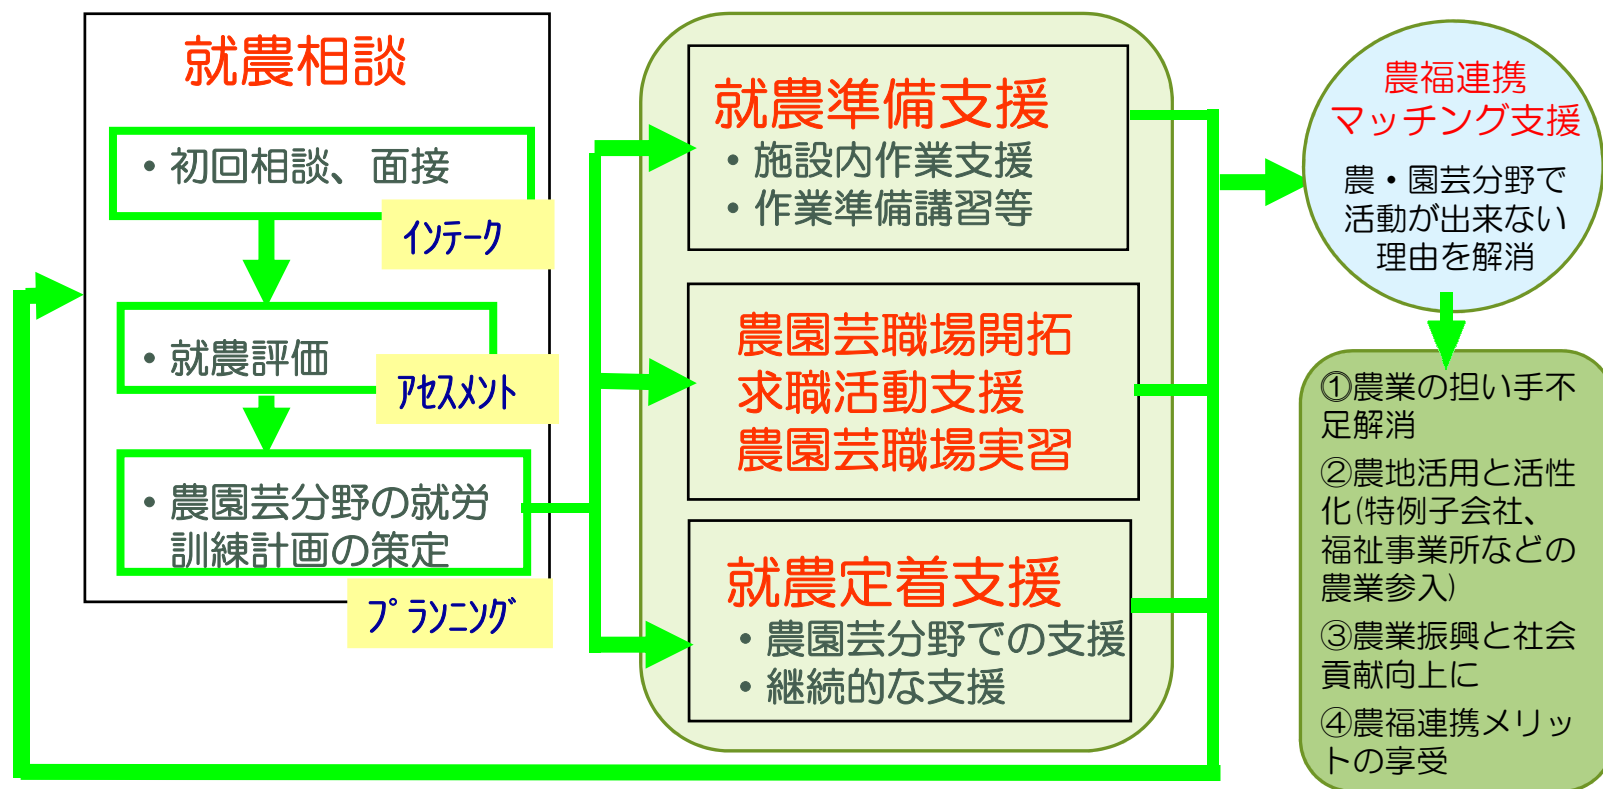 就農相談
・初回相談、面接
インテーク
・就農評価
アセスメント
・農園芸分野の就労
訓練計画の策定
プランニング
就農準備支援
・施設内作業支援
・作業準備講習等
農園芸職場開拓
求職活動支援
農園芸職場実習
就農定着支援
・農園芸分野での支援
・継続的な支援
農福連携
マッチング支援
農・園芸分野で
活動が出来ない
理由を解消
①農業の担い手不
足解消
②農地活用と活性
化(特例子会社、
福祉事業所などの
農業参入)
③農業振興と社会
貢献向上に
④農福連携メリッ
トの享受